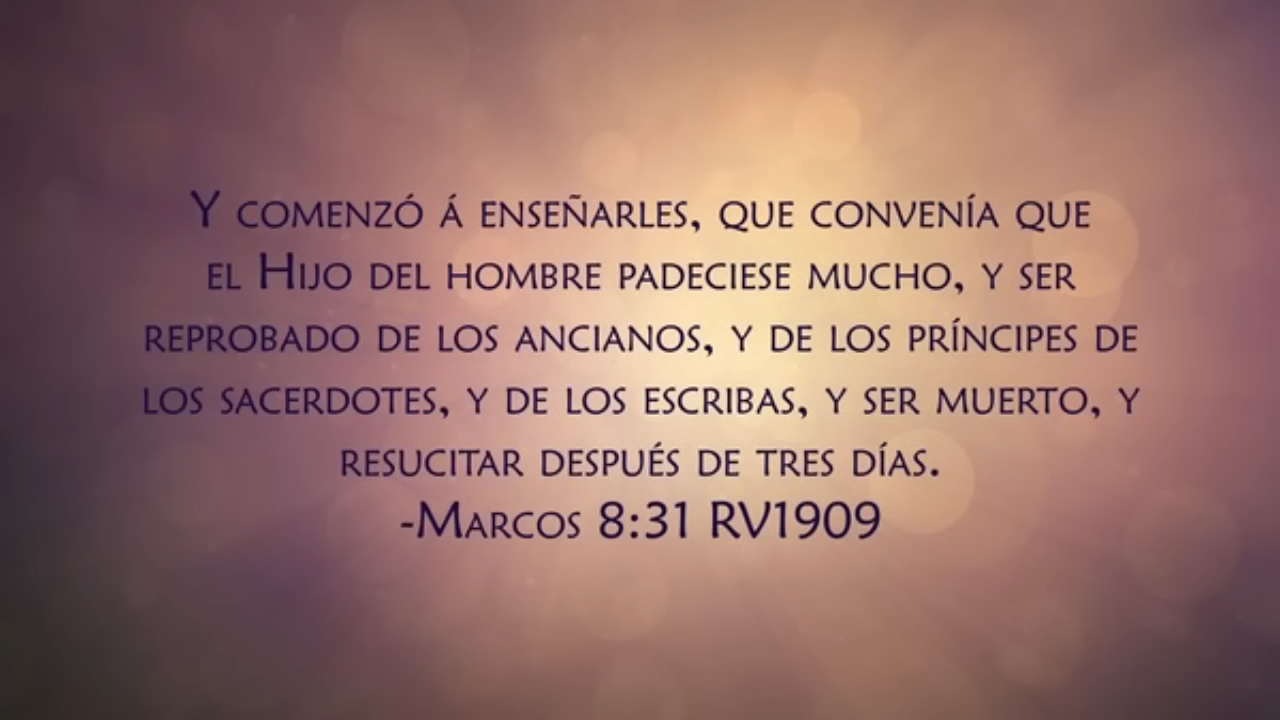 Y comenzó á enseñarles, que convenía que
el Hijo del hombre padeciese mucho, y ser
reprobado de los ancianos, y de los príncipes de
los sacerdotes, y de los escribas, y ser muerto, y
resucitar después de tres días.
-Marcos 8:31 RV1909